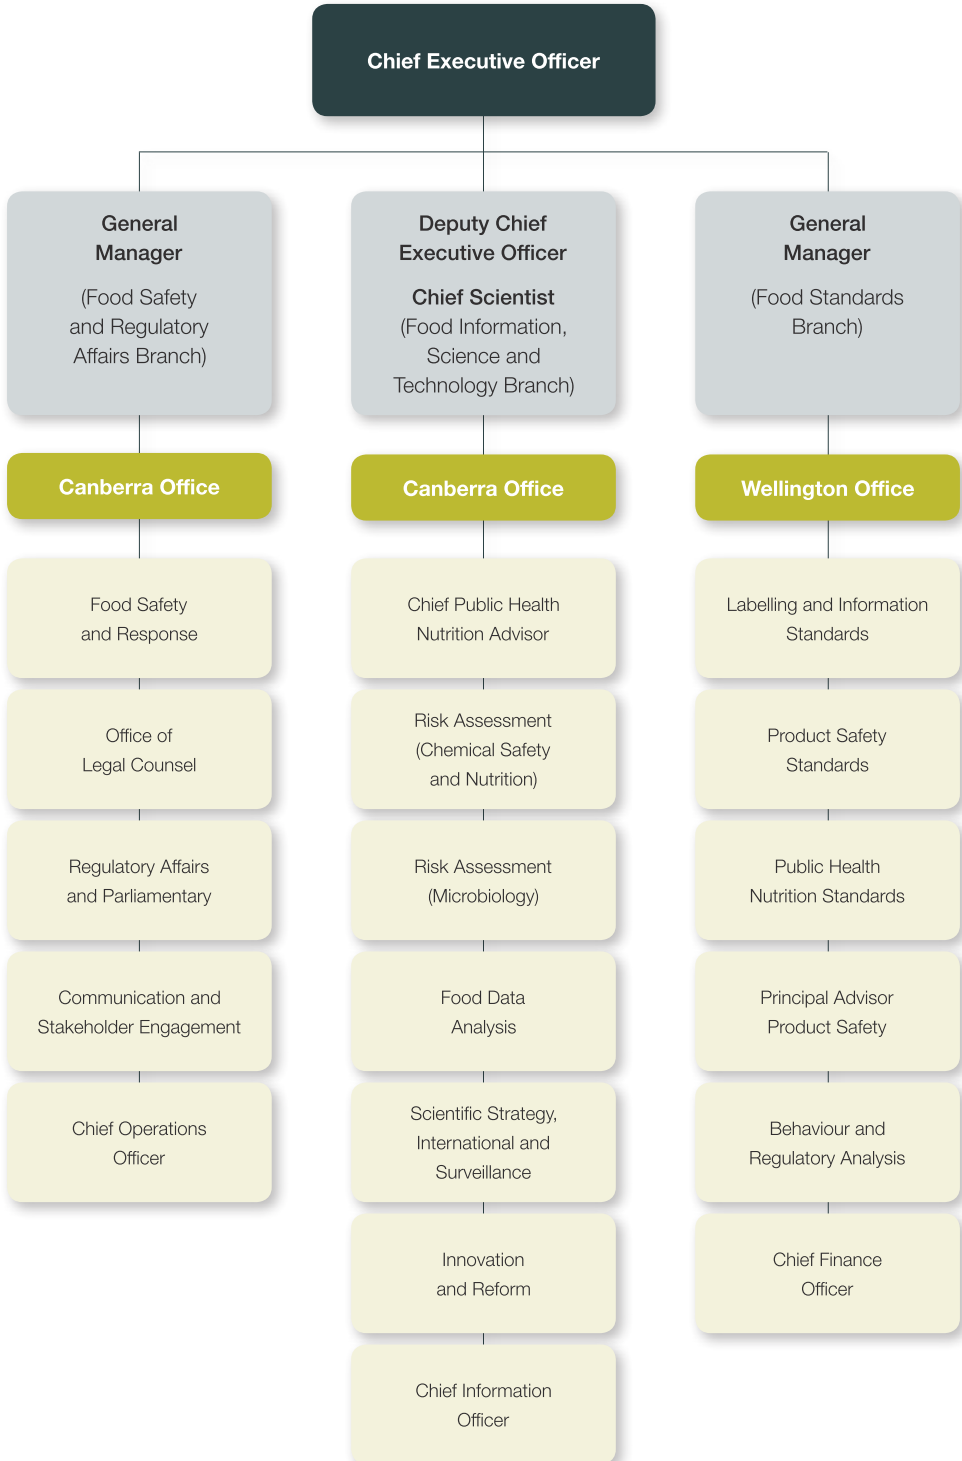 Chief Executive Officer
General
Manager
(Food Safety
and Regulatory
Affairs Branch)
Canberra Office
Food Safety
and Response
Office of
Legal Counsel
Regulatory Affairs
and Parliamentary
Communication and
Stakeholder Engagement
Chief Operations
Officer
Deputy Chief
Executive Officer
Chief Scientist
(Food Information,
Science and
Technology Branch)
Canberra Office
Chief Public Health
Nutrition Advisor
Risk Assessment
(Chemical Safety
and Nutrition)
Risk Assessment
(Microbiology)
Food Data
Analysis
Scientific Strategy,
International and
Surveillance
Innovation
and Reform
Chief Information
Officer
General
Manager
(Food Standards
Branch)
Wellington Office
Labelling and Information
Standards
Product Safety
Standards
Public Health
Nutrition Standards
Principal Advisor
Product Safety
Behaviour and
Regulatory Analysis
Chief Finance
Officer